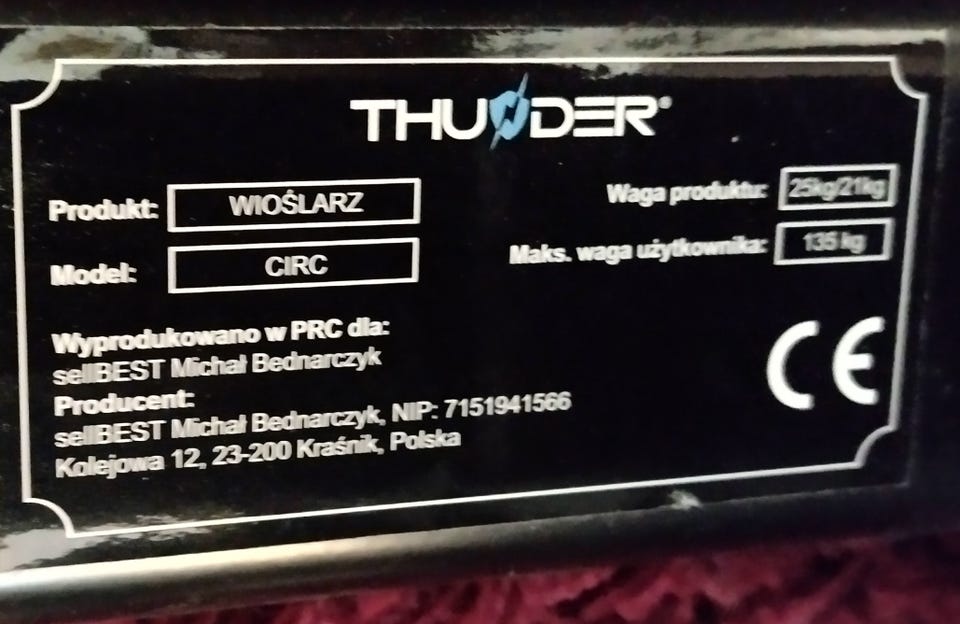 THUNDER®
Produkt: WIOŚLARZ
Model: CIRC
Waga produktu: 25kg/21kg
Maks. waga użytkownika: 135 kg
Wyprodukowano w PRC dla:
sellBEST Michał Bednarczyk
Producent:
sellBEST Michał Bednarczyk, NIP: 7151941566
Kolejowa 12, 23-200 Kraśnik, Polska
CE